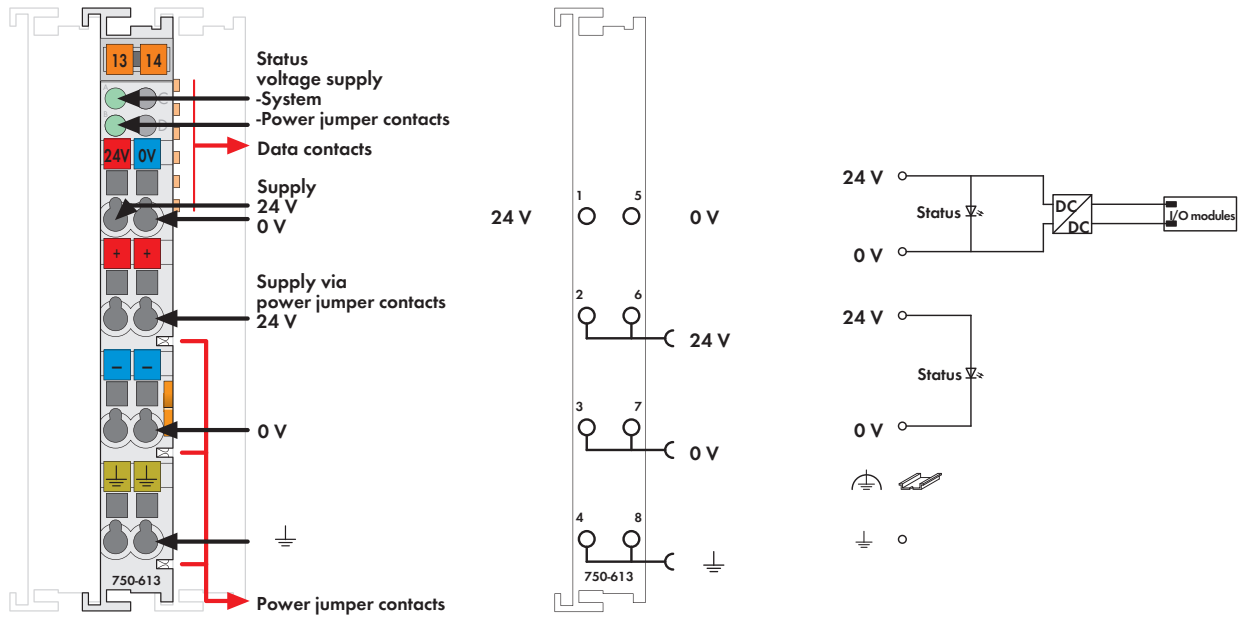 13 14
Status
voltage supply
-System
-Power jumper contacts
A C
B D
Data contacts
24V 0V
Supply
24 V
0 V
+ +
Supply via
power jumper contacts
24 V
– –
0 V
750-613
Power jumper contacts
1 5
24 V 0 V
2 6
24 V
3 7
0 V
4 8
750-613
24 V
Status
DC
DC
I/O modules
0 V
24 V
Status
0 V